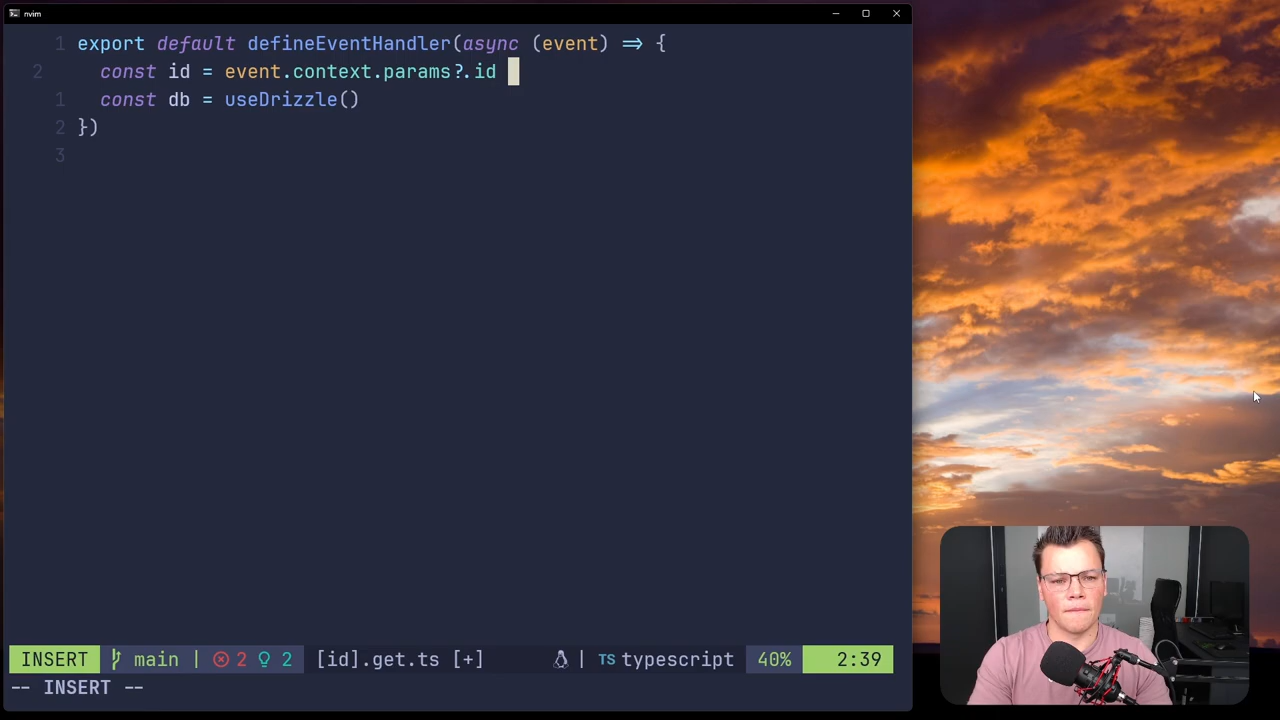 nvim
1 export default defineEventHandler(async (event) => {
2 const id = event.context.params?.id
1 const db = useDrizzle()
2 })
3
INSERT main | 2 2 [id].get.ts [+] | TS typescript 40% 2:39
-- INSERT --